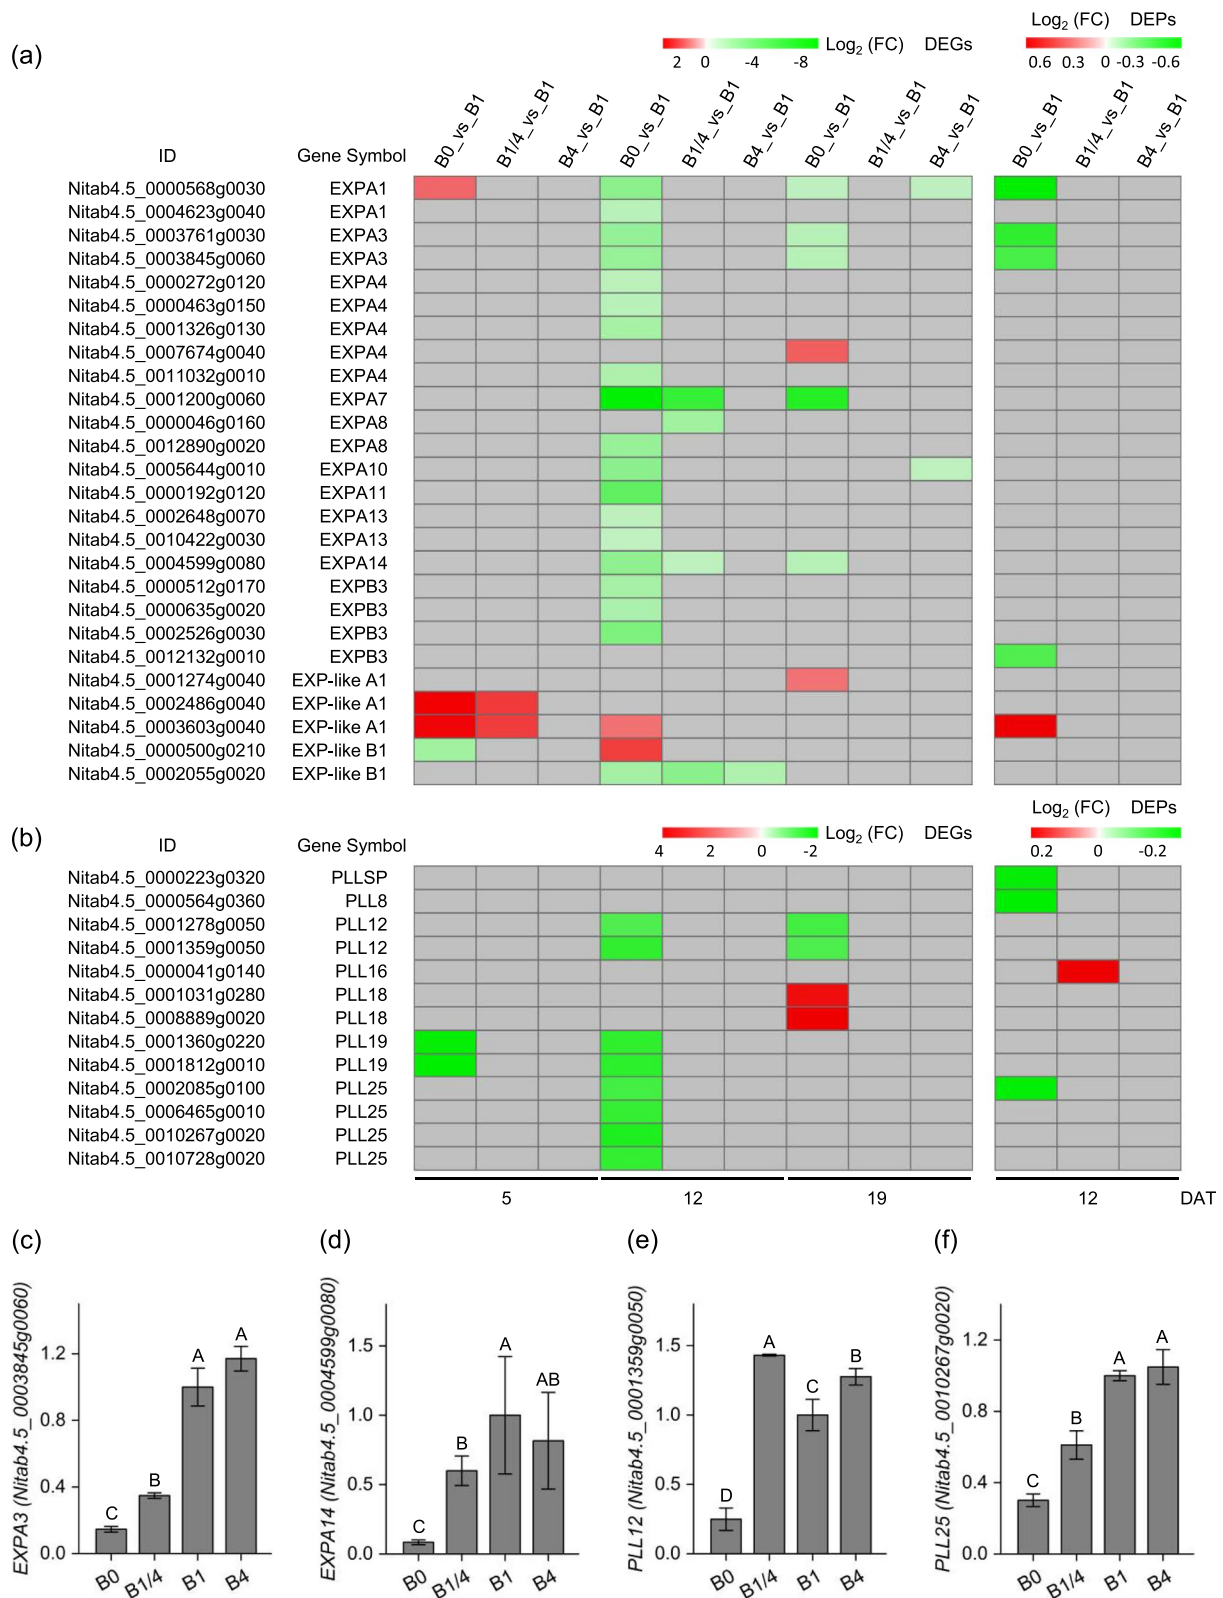 (a)
Log2 (FC) DEGs
2 0 -4 -8
Log2 (FC) DEPs
0.6 0.3 0 -0.3 -0.6
B0_vs_B1 B1/4_vs_B1 B4_vs_B1 B0_vs_B1 B1/4_vs_B1 B4_vs_B1 B0_vs_B1 B1/4_vs_B1 B4_vs_B1 B0_vs_B1 B1/4_vs_B1 B4_vs_B1
ID Gene Symbol
Nitab4.5_0000568g0030 EXPA1
Nitab4.5_0004623g0040 EXPA1
Nitab4.5_0003761g0030 EXPA3
Nitab4.5_0003845g0060 EXPA3
Nitab4.5_0000272g0120 EXPA4
Nitab4.5_0000463g0150 EXPA4
Nitab4.5_0001326g0130 EXPA4
Nitab4.5_0007674g0040 EXPA4
Nitab4.5_0011032g0010 EXPA4
Nitab4.5_0001200g0060 EXPA7
Nitab4.5_0000046g0160 EXPA8
Nitab4.5_0012890g0020 EXPA8
Nitab4.5_0005644g0010 EXPA10
Nitab4.5_0000192g0120 EXPA11
Nitab4.5_0002648g0070 EXPA13
Nitab4.5_0010422g0030 EXPA13
Nitab4.5_0004599g0080 EXPA14
Nitab4.5_0000512g0170 EXPB3
Nitab4.5_0000635g0020 EXPB3
Nitab4.5_0002526g0030 EXPB3
Nitab4.5_0012132g0010 EXPB3
Nitab4.5_0001274g0040 EXP-like A1
Nitab4.5_0002486g0040 EXP-like A1
Nitab4.5_0003603g0040 EXP-like A1
Nitab4.5_0000500g0210 EXP-like B1
Nitab4.5_0002055g0020 EXP-like B1
(b)
Log2 (FC) DEGs
4 2 0 -2
Log2 (FC) DEPs
0.2 0 -0.2
ID Gene Symbol
Nitab4.5_0000223g0320 PLLSP
Nitab4.5_0000564g0360 PLL8
Nitab4.5_0001278g0050 PLL12
Nitab4.5_0001359g0050 PLL12
Nitab4.5_0000041g0140 PLL16
Nitab4.5_0001031g0280 PLL18
Nitab4.5_0008889g0020 PLL18
Nitab4.5_0001360g0220 PLL19
Nitab4.5_0001812g0010 PLL19
Nitab4.5_0002085g0100 PLL25
Nitab4.5_0006465g0010 PLL25
Nitab4.5_0010267g0020 PLL25
Nitab4.5_0010728g0020 PLL25
5 12 19 12 DAT
(c)
EXPA3 (Nitab4.5_0003845g0060)
1.2
0.8
0.4
0.0
C B A A
B0 B1/4 B1 B4
(d)
EXPA14 (Nitab4.5_0004599g0080)
1.5
1.0
0.5
0.0
C B A AB
B0 B1/4 B1 B4
(e)
PLL12 (Nitab4.5_0001359g0050)
1.5
1.0
0.5
0.0
D A C B
B0 B1/4 B1 B4
(f)
PLL25 (Nitab4.5_0010267g0020)
1.2
0.8
0.4
0.0
C B A A
B0 B1/4 B1 B4